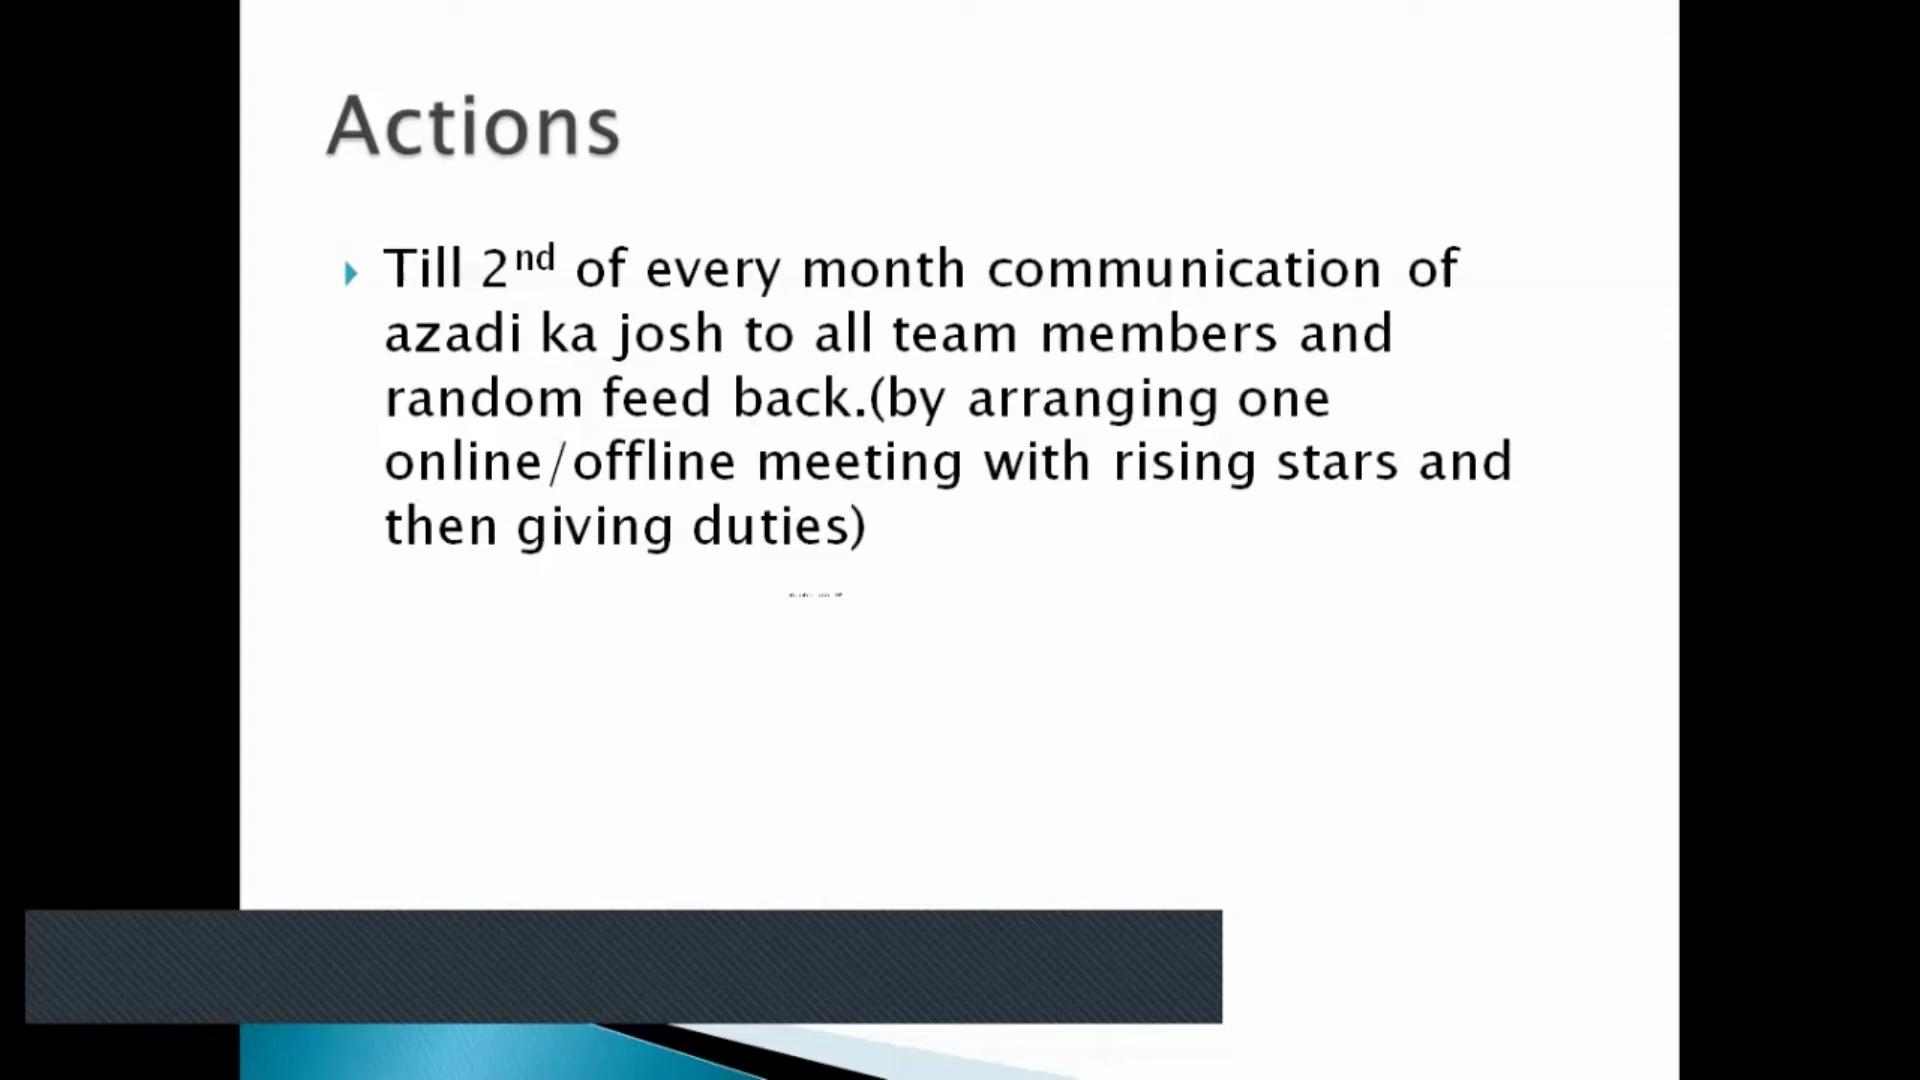 Actions
Till 2nd of every month communication of
azadi ka josh to all team members and
random feed back.(by arranging one
online/offline meeting with rising stars and
then giving duties)